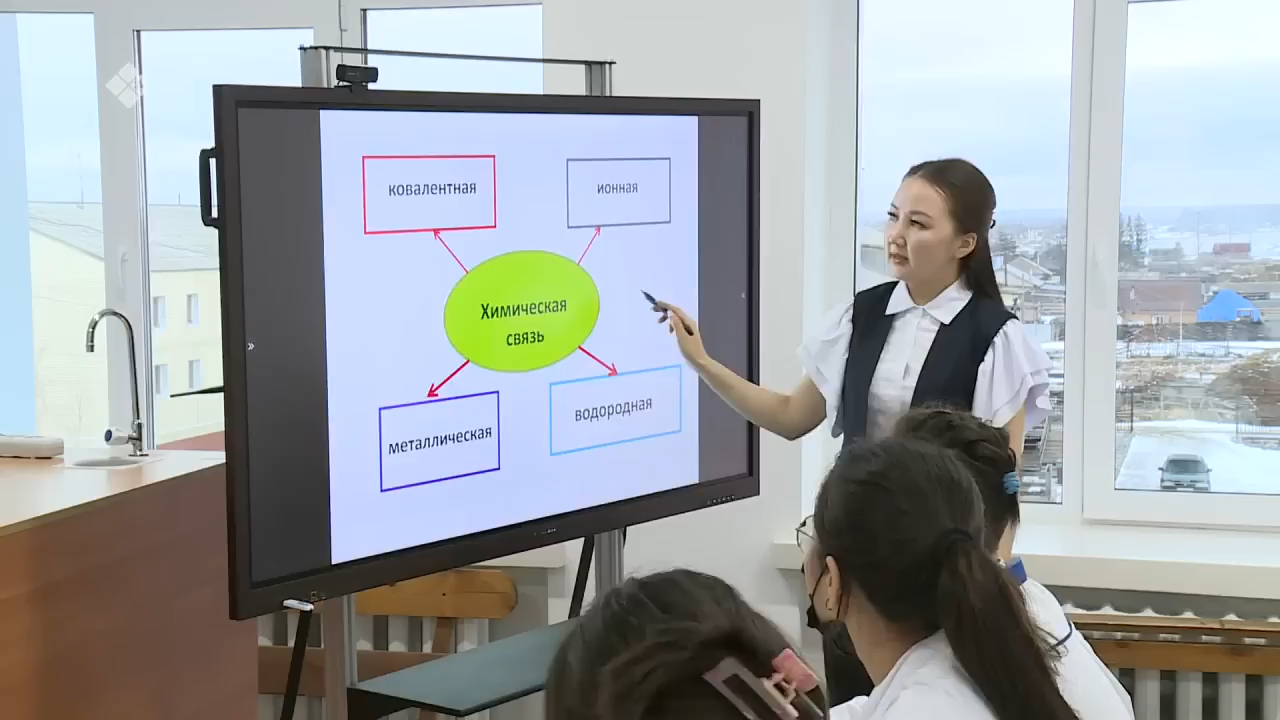 ковалентная
ионная
Химическая
связь
металлическая
водородная